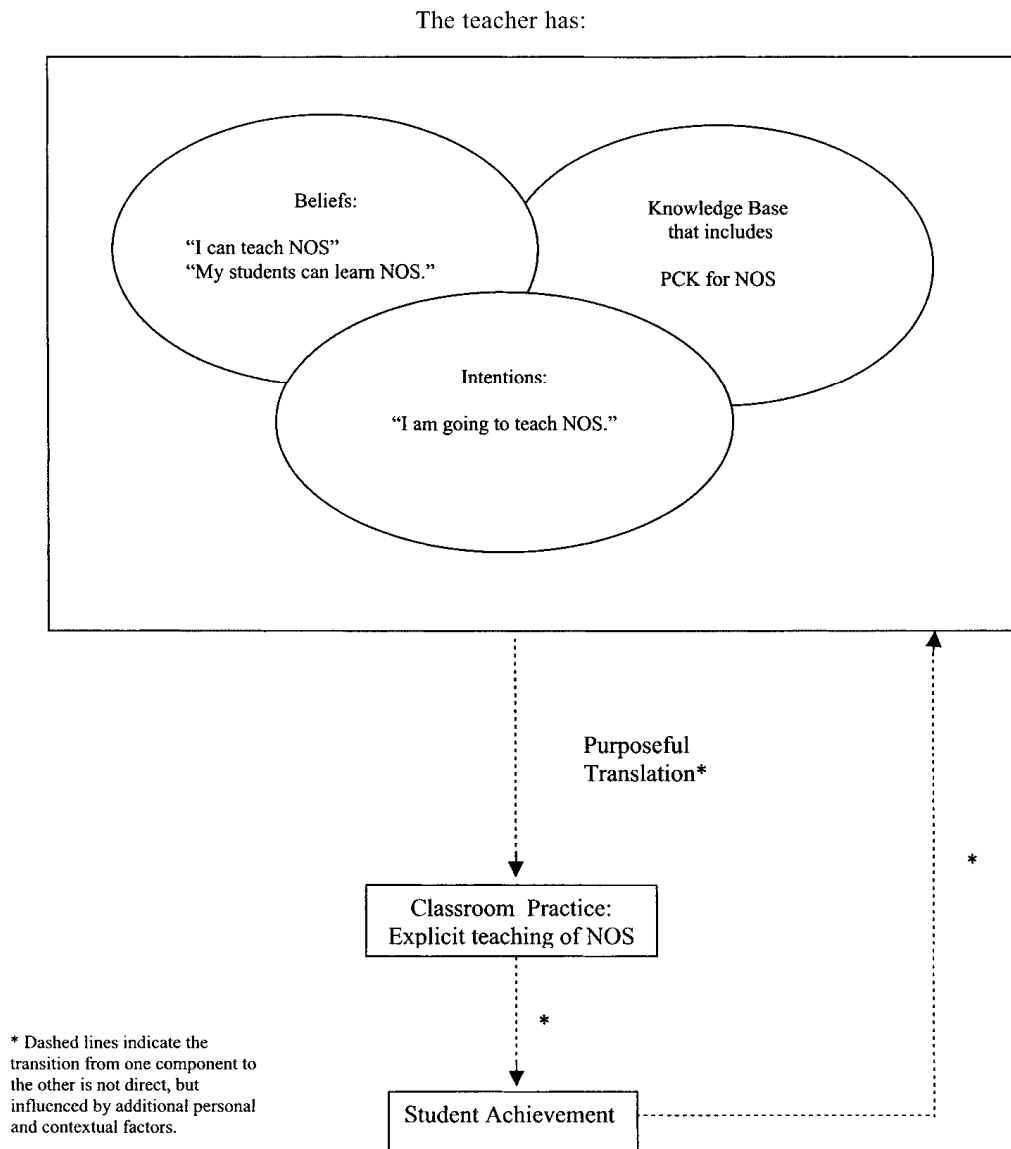 The teacher has:
Beliefs:
“I can teach NOS”
“My students can learn NOS.”
Knowledge Base
that includes
PCK for NOS
Intentions:
“I am going to teach NOS.”
Purposeful
Translation*
*
Classroom Practice:
Explicit teaching of NOS
*
* Dashed lines indicate the
transition from one component to
the other is not direct, but
influenced by additional personal
and contextual factors.
Student Achievement